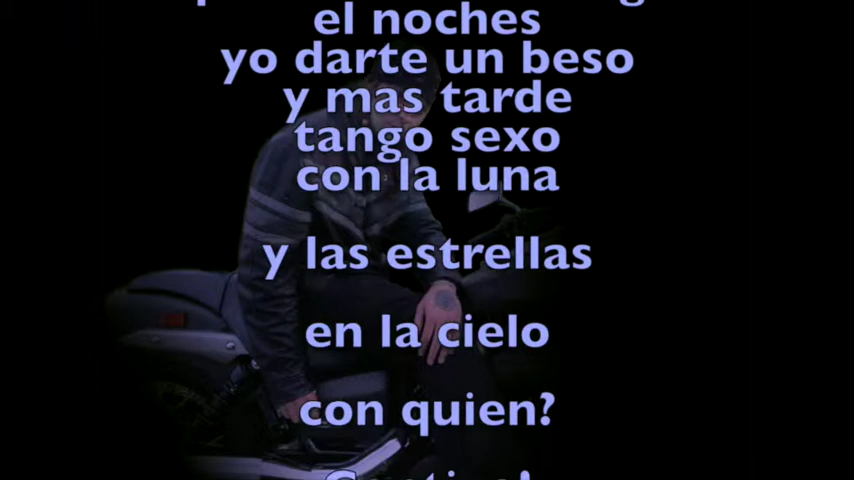 el noches
yo darte un beso
y mas tarde
tango sexo
con la luna
y las estrellas
en la cielo
con quien?